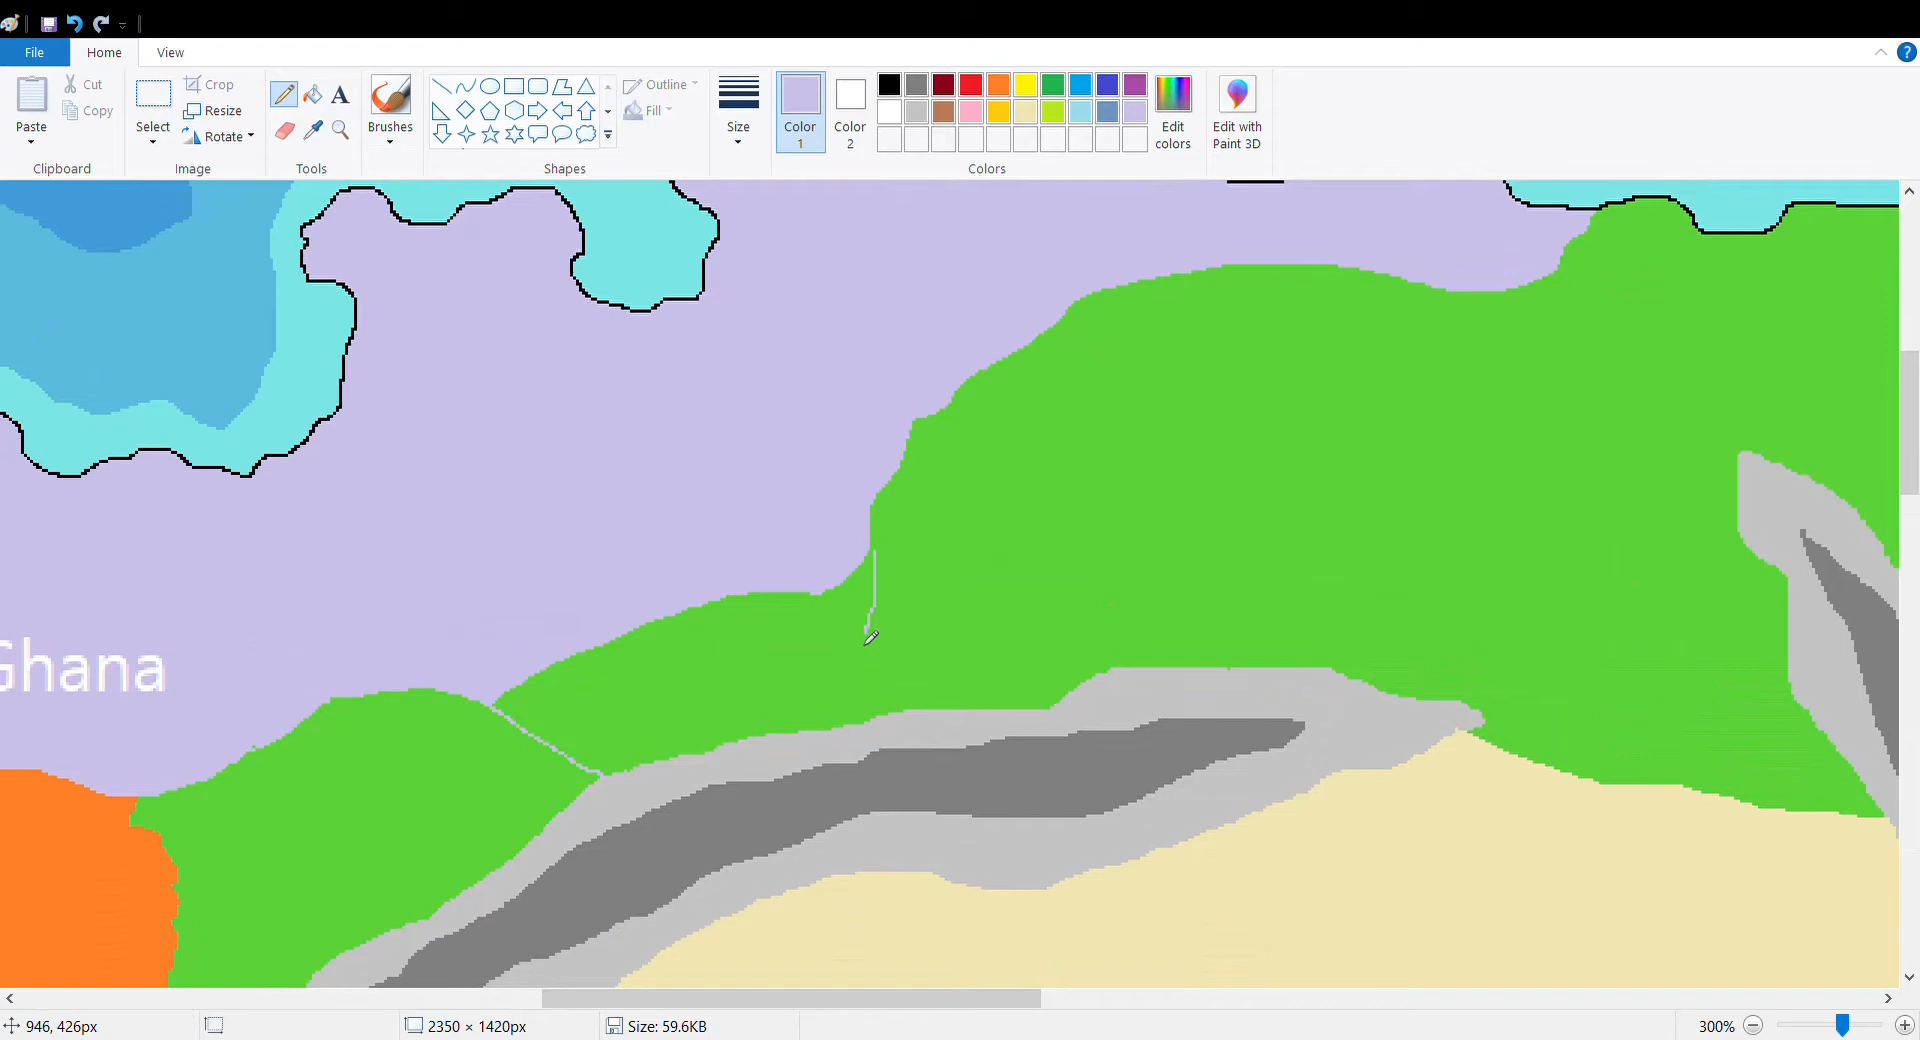 File Home View
Paste
Cut
Copy
Clipboard
Select
Crop
Resize
Rotate
Image
A
Tools
Brushes
Outline
Fill
Shapes
Size
Color
1
Color
2
Edit
colors
Colors
Edit with
Paint 3D
?
Ghana
946, 426px
2350 × 1420px
Size: 59.6KB
300%